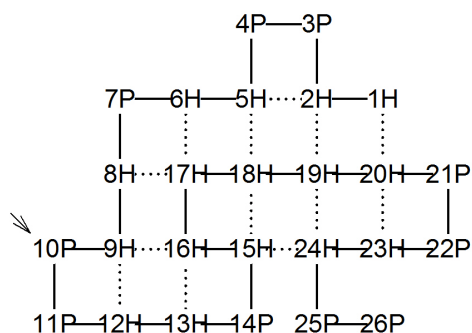 4P 3P
7P 6H 5H 2H 1H
8H 17H 18H 19H 20H 21P
10P 9H 16H 15H 24H 23H 22P
11P 12H 13H 14P 25P 26P